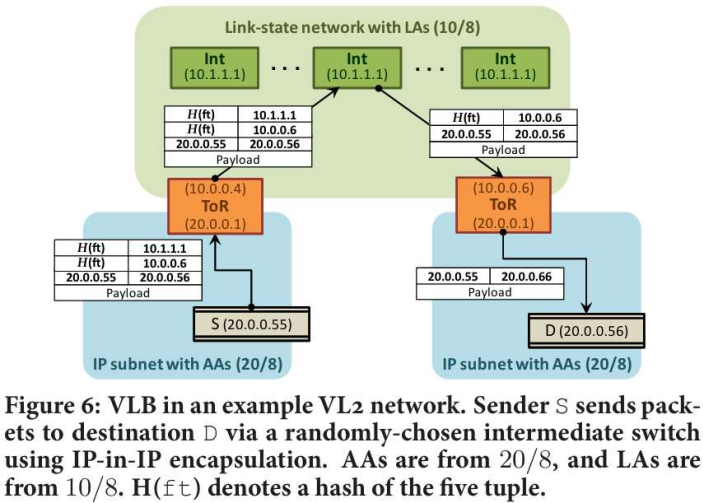 Link-state network with LAs (10/8)
Int
(10.1.1.1)
. . .
Int
(10.1.1.1)
. . .
Int
(10.1.1.1)
H(ft) 10.1.1.1
H(ft) 10.0.0.6
20.0.0.55 20.0.0.56
Payload
H(ft) 10.0.0.6
20.0.0.55 20.0.0.56
Payload
(10.0.0.4)
ToR
(20.0.0.1)
(10.0.0.6)
ToR
(20.0.0.1)
H(ft) 10.1.1.1
H(ft) 10.0.0.6
20.0.0.55 20.0.0.56
Payload
20.0.0.55 20.0.0.66
Payload
S (20.0.0.55)
D (20.0.0.56)
IP subnet with AAs (20/8)
IP subnet with AAs (20/8)
Figure 6: VLB in an example VL2 network. Sender S sends pack-
ets to destination D via a randomly-chosen intermediate switch
using IP-in-IP encapsulation. AAs are from 20/8, and LAs are
from 10/8. H(ft) denotes a hash of the five tuple.